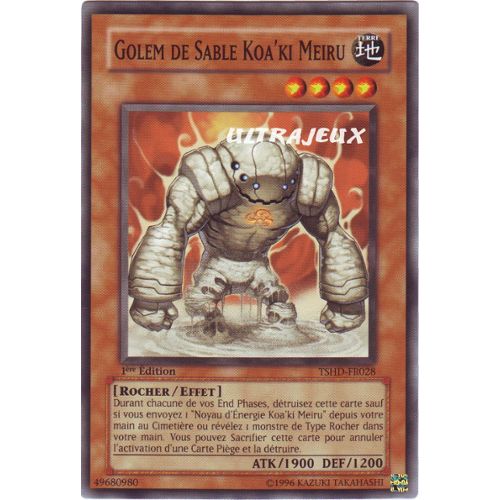 Golem de Sable Koa'ki Meiru
TERRE
地
ULTRAJEUX
1ère Edition
TSHD-FR028
[Rocher/Effet]
Durant chacune de vos End Phases, détruisez cette carte sauf
si vous envoyez 1 "Noyau d'Énergie Koa'ki Meiru" depuis votre
main au Cimetière ou révélez 1 monstre de Type Rocher dans
votre main. Vous pouvez Sacrifier cette carte pour annuler
l'activation d'une Carte Piège et la détruire.
ATK/1900 DEF/1200
49680980
©1996 KAZUKI TAKAHASHI